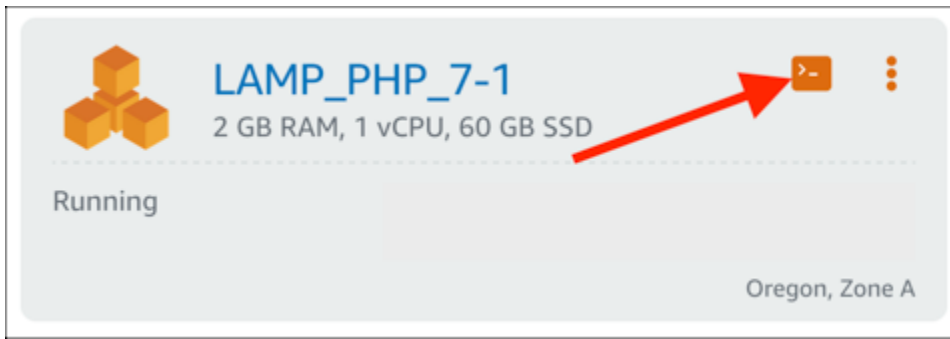 LAMP_PHP_7-1
>-
2 GB RAM, 1 vCPU, 60 GB SSD
Running
Oregon, Zone A